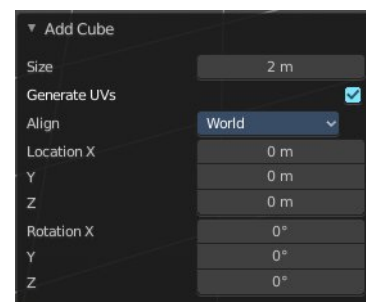 Add Cube
Size 2 m
Generate UVs
Align World
Location X 0 m
Y 0 m
Z 0 m
Rotation X 0°
Y 0°
Z 0°